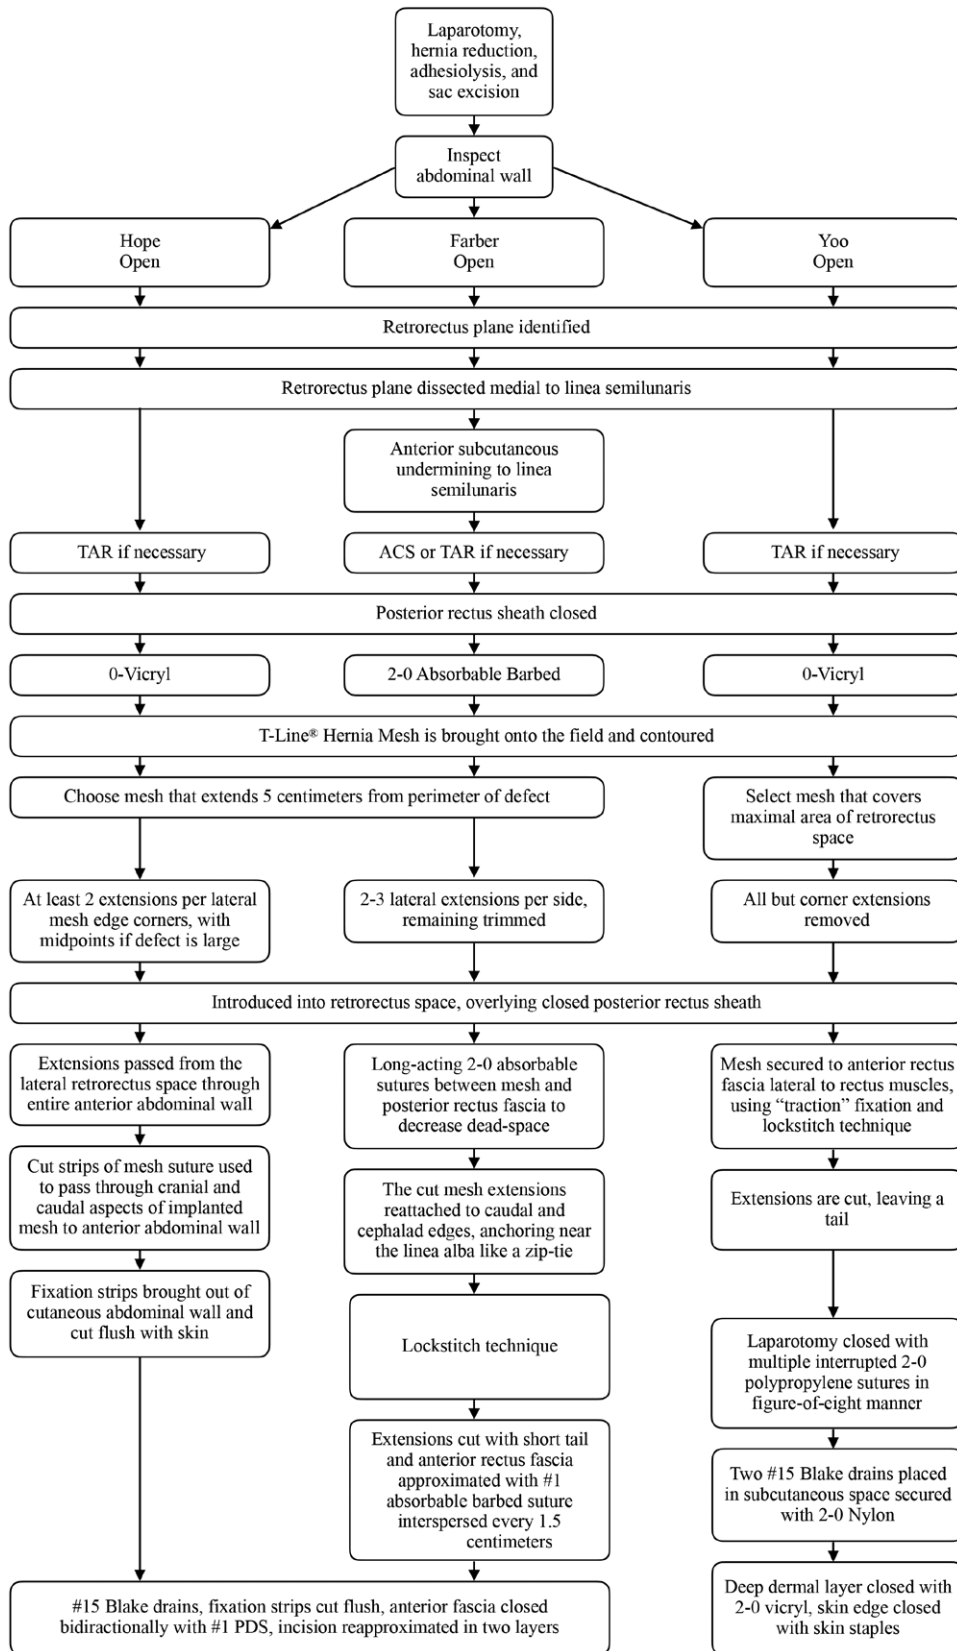 Laparotomy,
hernia reduction,
adhesiolysis, and
sac excision
Inspect
abdominal wall
Hope
Open
Farber
Open
Yoo
Open
Retrorectus plane identified
Retrorectus plane dissected medial to linea semilunaris
Anterior subcutaneous
undermining to linea
semilunaris
TAR if necessary
ACS or TAR if necessary
TAR if necessary
Posterior rectus sheath closed
0-Vicryl
2-0 Absorbable Barbed
0-Vicryl
T-Line® Hernia Mesh is brought onto the field and contoured
Choose mesh that extends 5 centimeters from perimeter of defect
Select mesh that covers
maximal area of retrorectus
space
At least 2 extensions per lateral
mesh edge corners, with
midpoints if defect is large
2-3 lateral extensions per side,
remaining trimmed
All but corner extensions
removed
Introduced into retrorectus space, overlying closed posterior rectus sheath
Extensions passed from the
lateral retrorectus space through
entire anterior abdominal wall
Long-acting 2-0 absorbable
sutures between mesh and
posterior rectus fascia to
decrease dead-space
Mesh secured to anterior rectus
fascia lateral to rectus muscles,
using “traction” fixation and
lockstitch technique
Cut strips of mesh suture used
to pass through cranial and
caudal aspects of implanted
mesh to anterior abdominal wall
The cut mesh extensions
reattached to caudal and
cephalad edges, anchoring near
the linea alba like a zip-tie
Extensions are cut, leaving a
tail
Fixation strips brought out of
cutaneous abdominal wall and
cut flush with skin
Lockstitch technique
Laparotomy closed with
multiple interrupted 2-0
polypropylene sutures in
figure-of-eight manner
Extensions cut with short tail
and anterior rectus fascia
approximated with #1
absorbable barbed suture
interspersed every 1.5
centimeters
Two #15 Blake drains placed
in subcutaneous space secured
with 2-0 Nylon
#15 Blake drains, fixation strips cut flush, anterior fascia closed
bidirectionally with #1 PDS, incision reapproximated in two layers
Deep dermal layer closed with
2-0 vicryl, skin edge closed
with skin staples